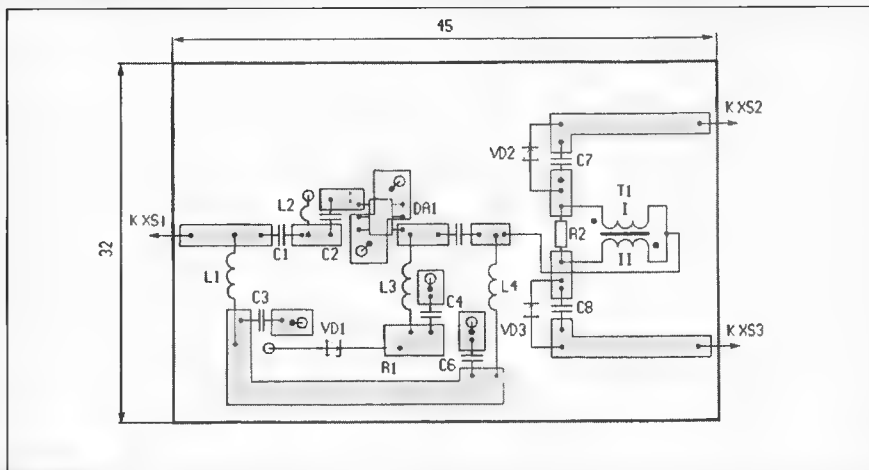 45
32
К XS2
VD2
C7
T1
I
L2
DA1
К XS1
C1
C2
R2
II
L1
L3
L4
C3
C4
C8
VD1
VD3
К XS3
R1
C6